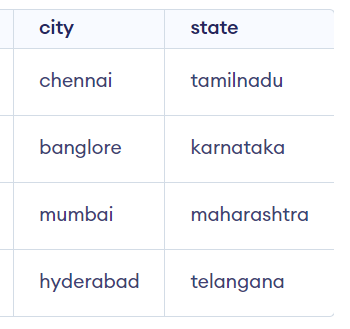 city state
chennai tamilnadu
banglore karnataka
mumbai maharashtra
hyderabad telangana